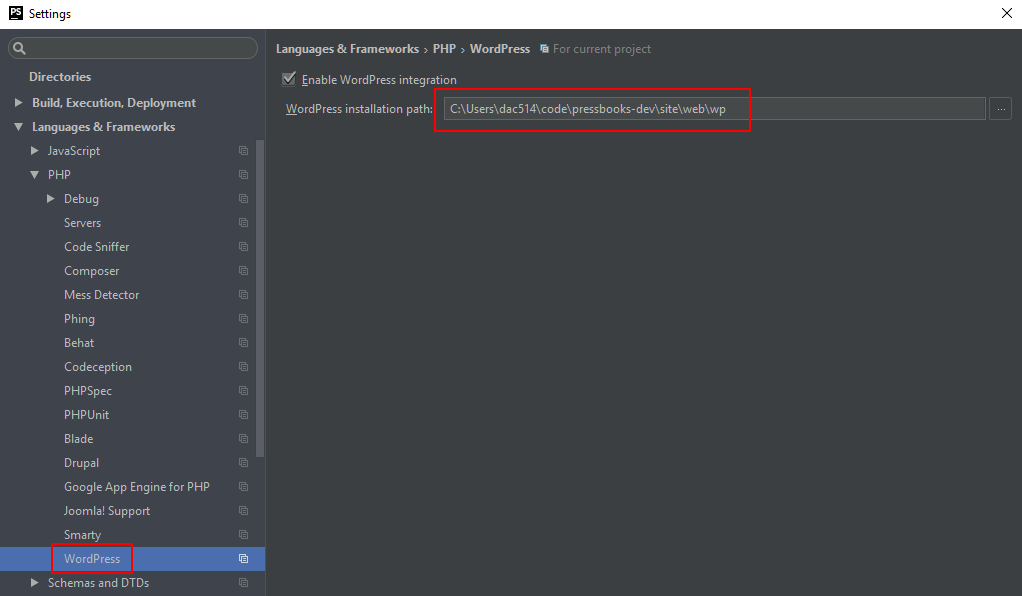 PS Settings
Directories
Build, Execution, Deployment
Languages & Frameworks
JavaScript
PHP
Debug
Servers
Code Sniffer
Composer
Mess Detector
Phing
Behat
Codeception
PHPSpec
PHPUnit
Blade
Drupal
Google App Engine for PHP
Joomla! Support
Smarty
WordPress
Schemas and DTDs
Languages & Frameworks › PHP › WordPress For current project
Enable WordPress integration
WordPress installation path: C:\Users\dac514\code\pressbooks-dev\site\web\wp ...